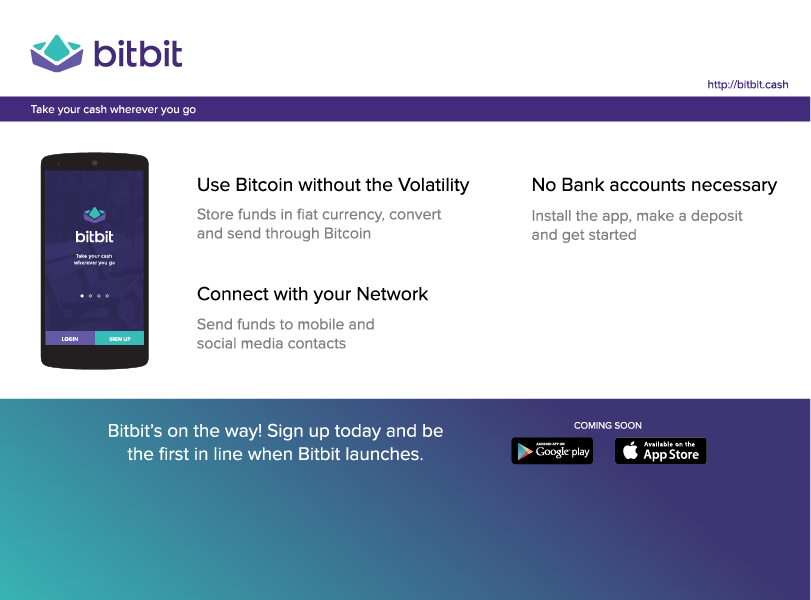 bitbit
http://bitbit.cash
Take your cash wherever you go
bitbit
Take your cash
wherever you go
LOGIN
SIGN UP
Use Bitcoin without the Volatility
Store funds in fiat currency, convert
and send through Bitcoin
No Bank accounts necessary
Install the app, make a deposit
and get started
Connect with your Network
Send funds to mobile and
social media contacts
Bitbit's on the way! Sign up today and be
the first in line when Bitbit launches.
COMING SOON
ANDROID APP ON
Google play
Available on the
App Store